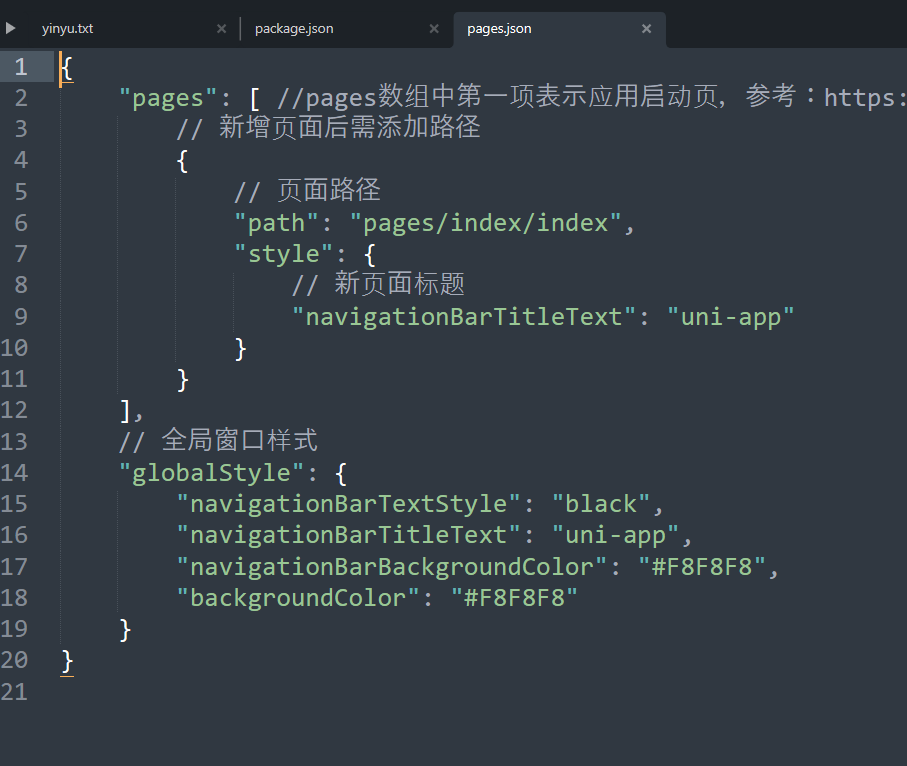 yinyu.txt × package.json × pages.json ×
1 {
2 "pages": [ //pages数组中第一项表示应用启动页, 参考：https:
3 // 新增页面后需添加路径
4 {
5 // 页面路径
6 "path": "pages/index/index",
7 "style": {
8 // 新页面标题
9 "navigationBarTitleText": "uni-app"
10 }
11 }
12 ],
13 // 全局窗口样式
14 "globalStyle": {
15 "navigationBarTextStyle": "black",
16 "navigationBarTitleText": "uni-app",
17 "navigationBarBackgroundColor": "#F8F8F8",
18 "backgroundColor": "#F8F8F8"
19 }
20 }
21